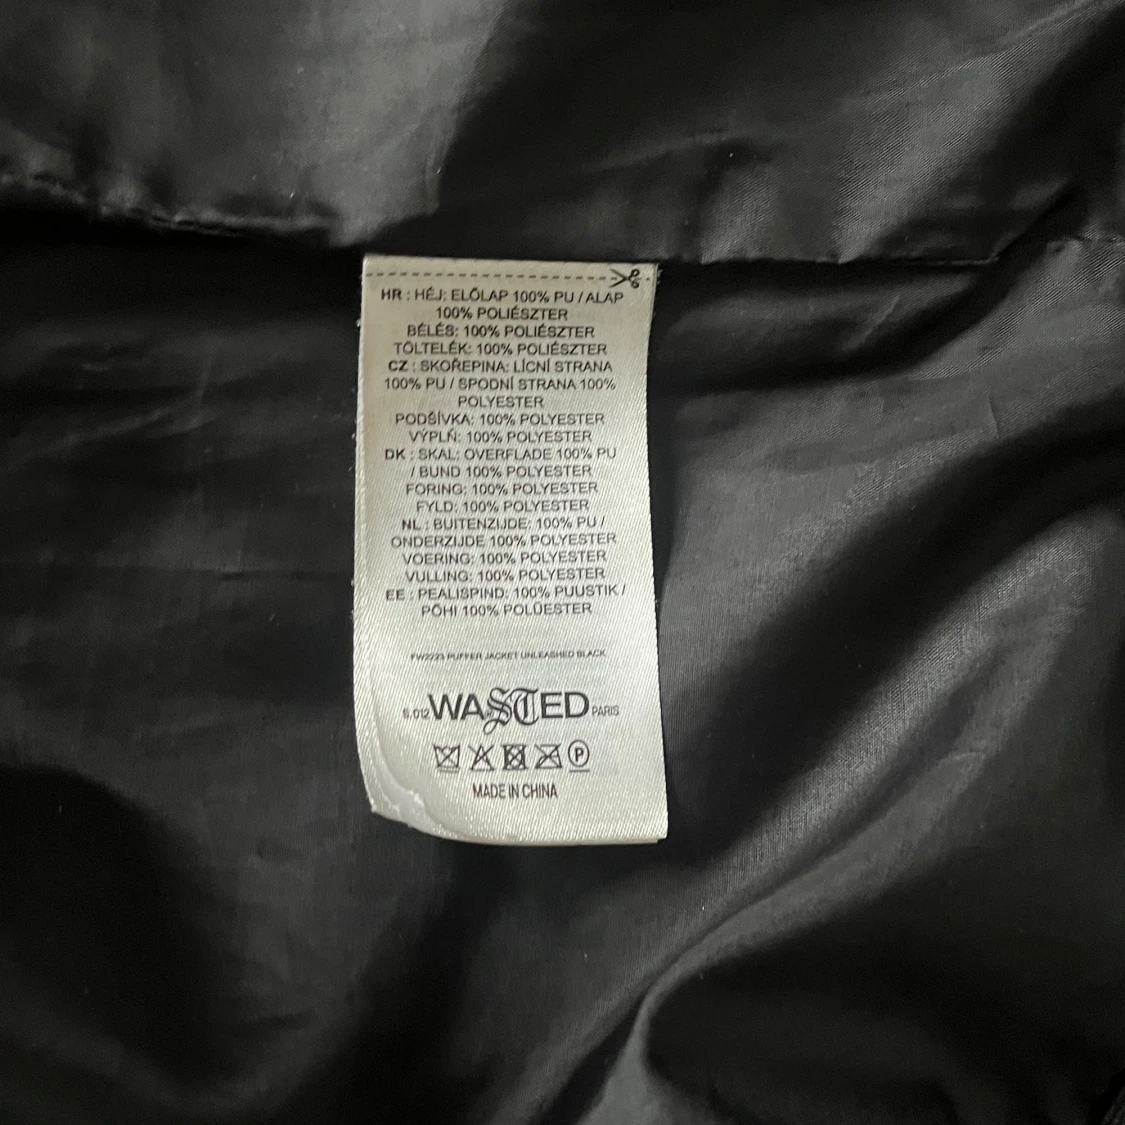 HR : HÉJ: ELŐLAP 100% PU / ALAP
100% POLIÉSZTER
BÉLÉS: 100% POLIÉSZTER
TÖLTELÉK: 100% POLIÉSZTER
CZ : SKOŘEPINA: LÍCNÍ STRANA
100% PU / SPODNÍ STRANA 100%
POLYESTER
PODŠÍVKA: 100% POLYESTER
VÝPLŇ: 100% POLYESTER
DK : SKAL: OVERFLADE 100% PU
/ BUND 100% POLYESTER
FORING: 100% POLYESTER
FYLD: 100% POLYESTER
NL : BUITENZIJDE: 100% PU /
ONDERZIJDE 100% POLYESTER
VOERING: 100% POLYESTER
VULLING: 100% POLYESTER
EE : PEALISPIND: 100% PUUSTIK /
PÕHI 100% POLÜESTER
FW2223 PUFFER JACKET UNLEASHED BLACK
S.012 WASTED PARIS
P
MADE IN CHINA